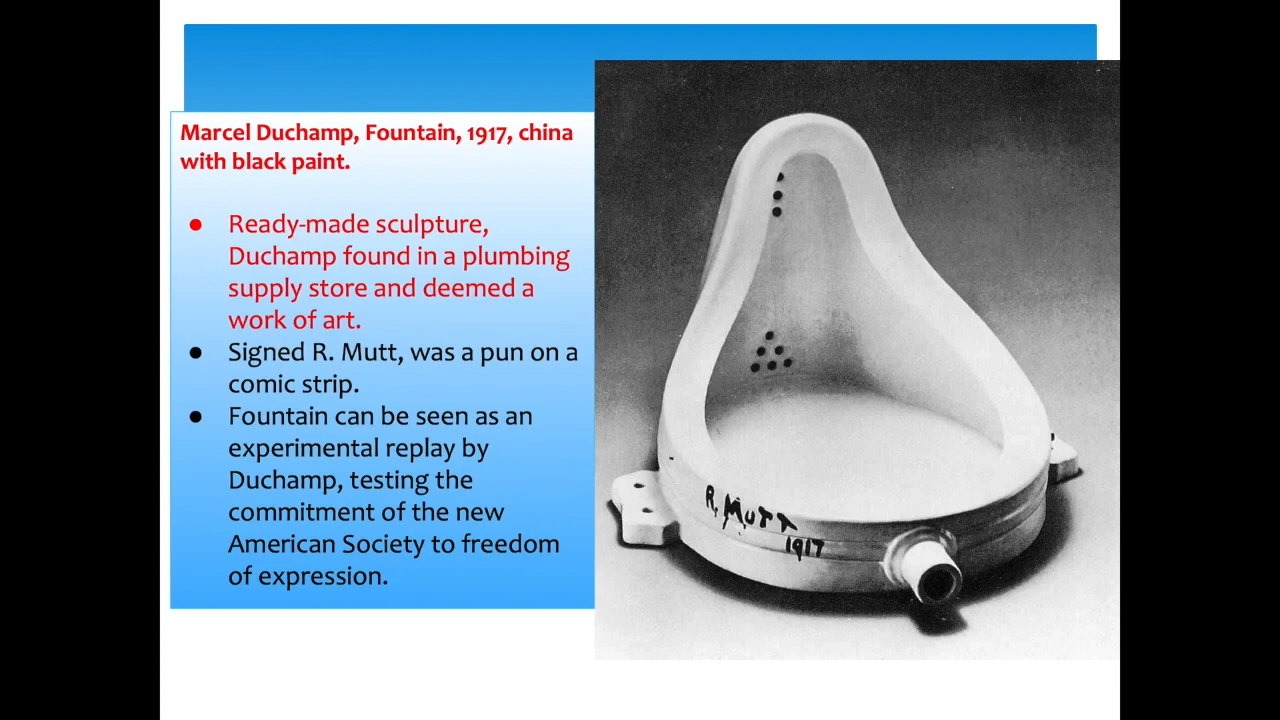 Marcel Duchamp, Fountain, 1917, china
with black paint.
● Ready-made sculpture,
Duchamp found in a plumbing
supply store and deemed a
work of art.
● Signed R. Mutt, was a pun on a
comic strip.
● Fountain can be seen as an
experimental replay by
Duchamp, testing the
commitment of the new
American Society to freedom
of expression.
R. MUTT
1917